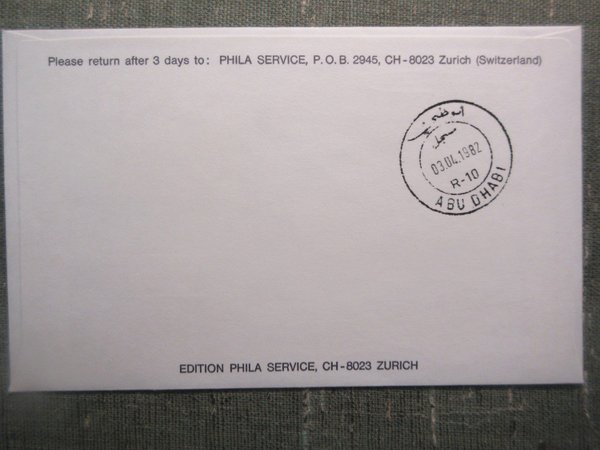 Please return after 3 days to: PHILA SERVICE, P.O.B. 2945, CH-8023 Zurich (Switzerland)
ابوظبي
مسجل
03.04.1982
R-10
ABU DHABI
EDITION PHILA SERVICE, CH-8023 ZURICH